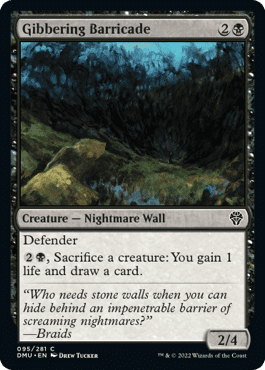 Gibbering Barricade 2
Creature — Nightmare Wall
Defender
2, Sacrifice a creature: You gain 1
life and draw a card.
“Who needs stone walls when you can
hide behind an impenetrable barrier of
screaming nightmares?”
—Braids
2/4
095/281 C
DMU • EN Drew Tucker ™ & © 2022 Wizards of the Coast